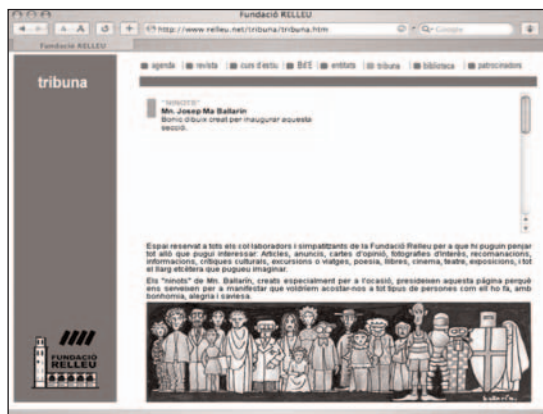 Fundació RELLEU
http://www.relleu.net/tribuna/tribuna.htm
Google
Fundació RELLEU
tribuna
agenda | revista | curs d'estiu | BEE | entitats | tribuna | biblioteca | patrocinadors
"NINOTS"
Mn. Josep Ma Ballarín
Bonic dibuix creat per inaugurar aquesta
secció.
Espai reservat a tots els col·laboradors i simpatitzants de la Fundació Relleu per a que hi puguin penjar
tot allò que pugui interessar: Articles, anuncis, cartes d'opinió, fotografies d'interès, recomanacions,
informacions, crítiques culturals, excursions o viatges, poesia, llibres, cinema, teatre, exposicions, i tot
el llarg etcètera que pugueu imaginar.
Els "ninots" de Mn. Ballarín, creats especialment per a l'ocasió, presideixen aquesta pàgina perquè
ens serveixen per a manifestar que voldríem acostar-nos a tot tipus de persones com ell ho fa, amb
bonhomia, alegria i saviesa.
FUNDACIÓ
RELLEU
ballarín